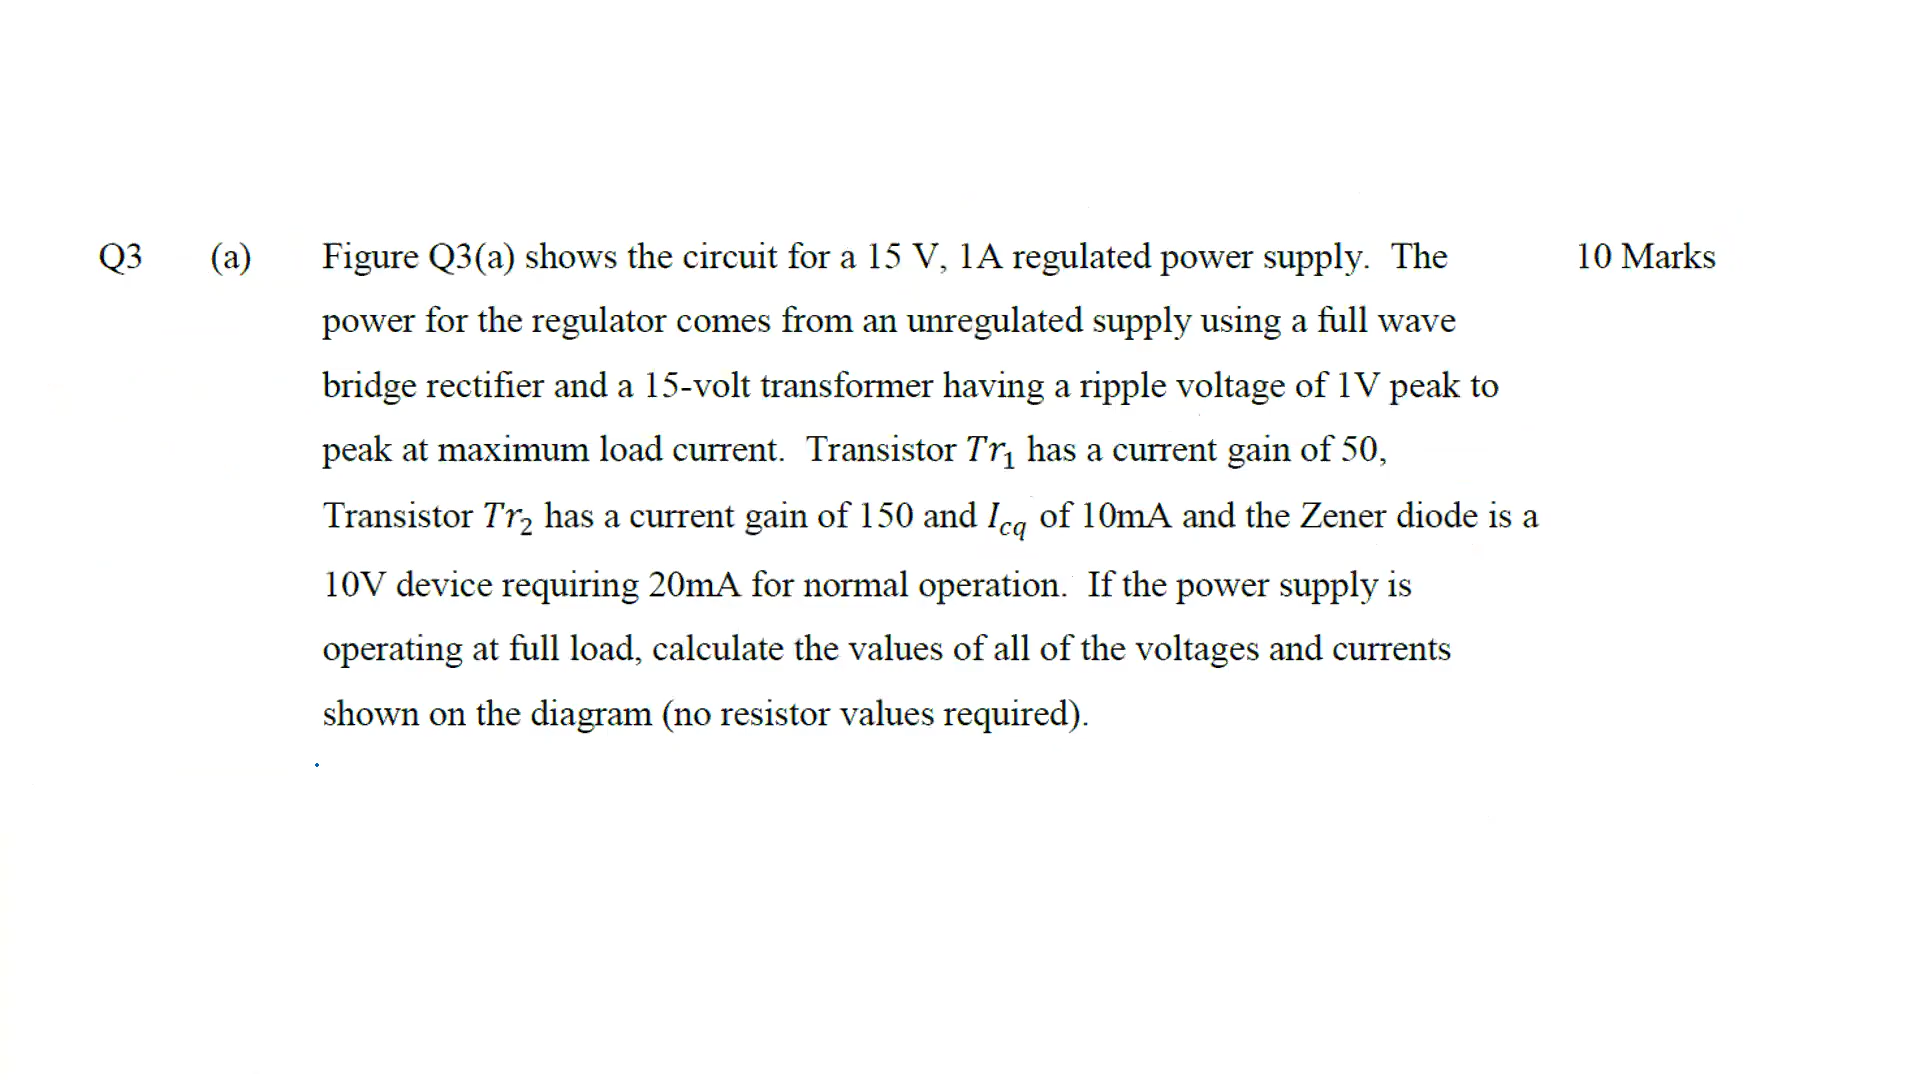 Q3 (a) Figure Q3(a) shows the circuit for a 15 V, 1A regulated power supply. The 10 Marks
power for the regulator comes from an unregulated supply using a full wave
bridge rectifier and a 15-volt transformer having a ripple voltage of 1V peak to
peak at maximum load current. Transistor Tr₁ has a current gain of 50,
Transistor Tr₂ has a current gain of 150 and I_cq of 10mA and the Zener diode is a
10V device requiring 20mA for normal operation. If the power supply is
operating at full load, calculate the values of all of the voltages and currents
shown on the diagram (no resistor values required).